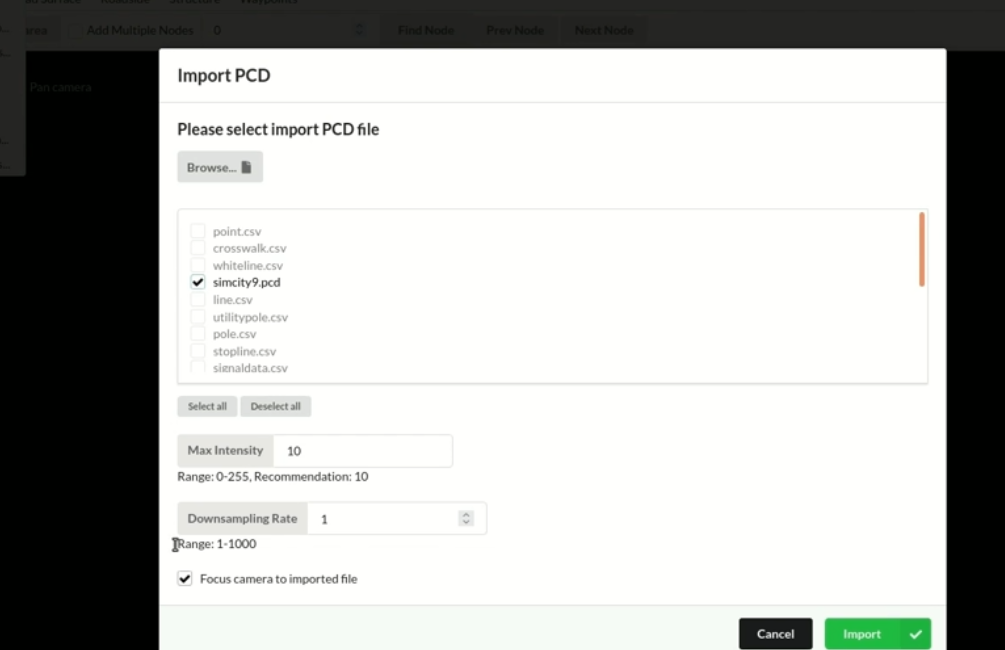 Add Multiple Nodes 0 Find Node Prev Node Next Node
Pan camera
Import PCD
Please select import PCD file
Browse...
point.csv
crosswalk.csv
whiteline.csv
simcity9.pcd
line.csv
utilitypole.csv
pole.csv
stopline.csv
signaldata.csv
Select all Deselect all
Max Intensity 10
Range: 0-255, Recommendation: 10
Downsampling Rate 1
Range: 1-1000
Focus camera to imported file
Cancel Import